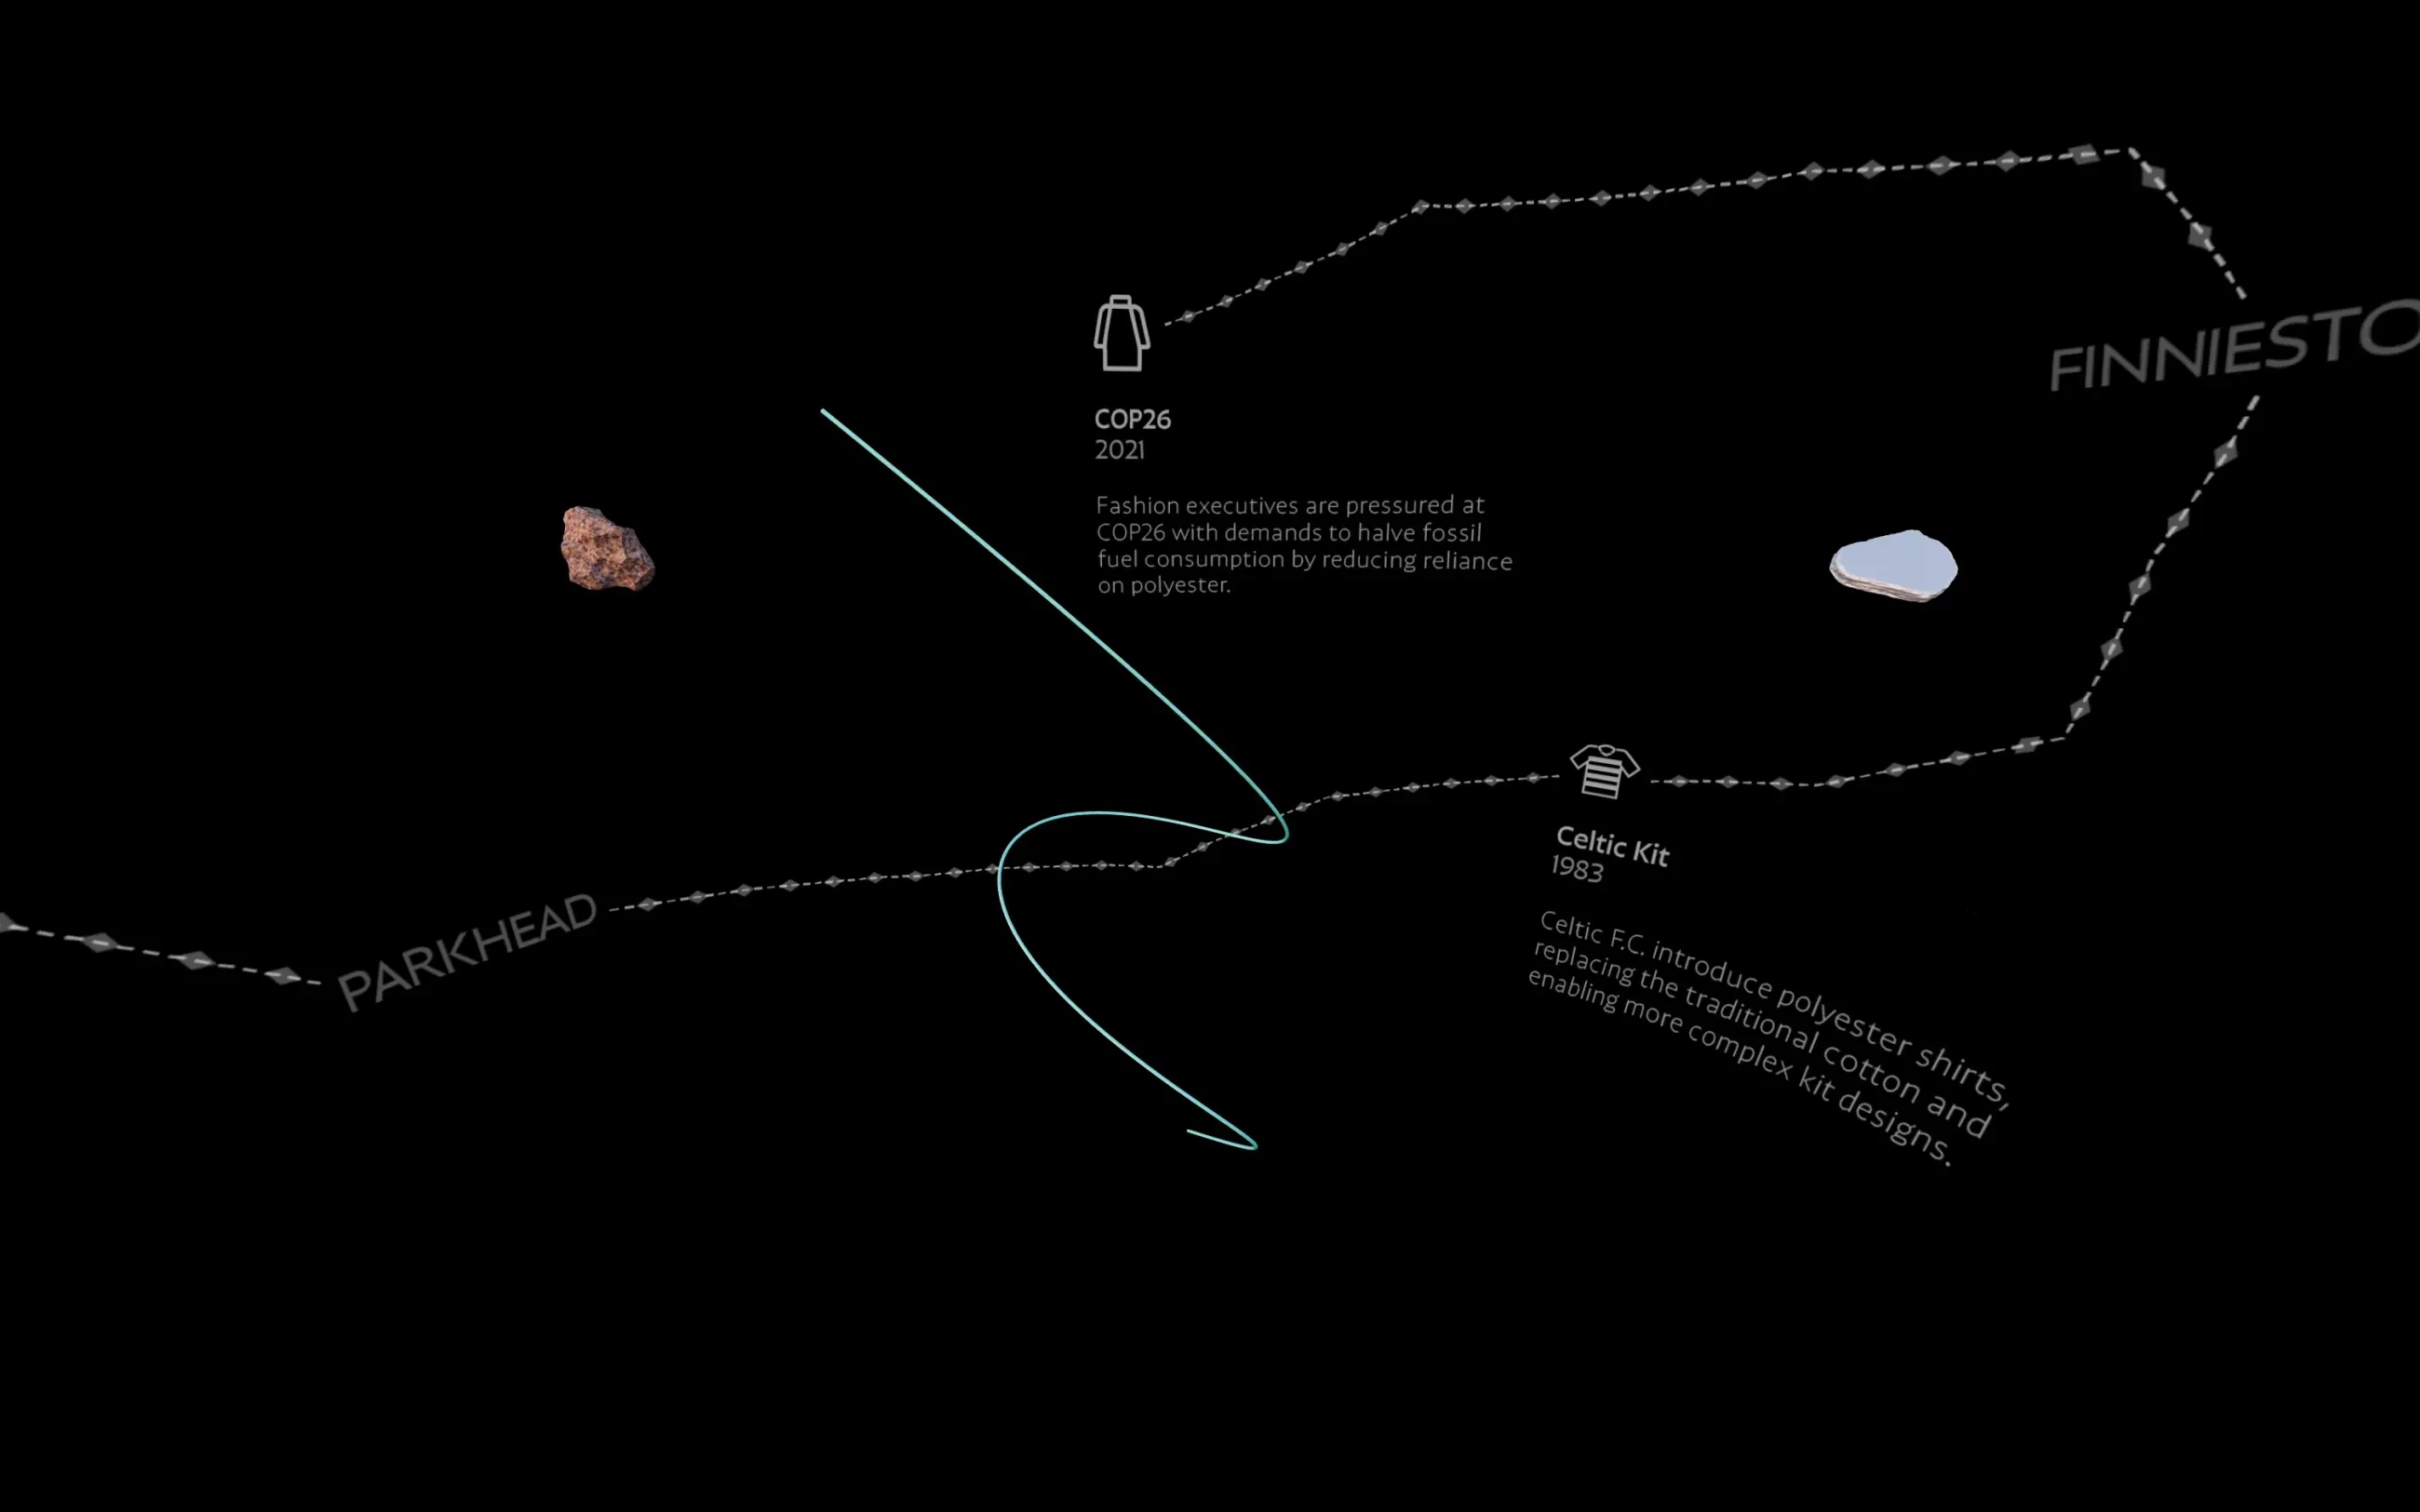 FINNIESTO
COP26
2021
Fashion executives are pressured at
COP26 with demands to halve fossil
fuel consumption by reducing reliance
on polyester.
Celtic Kit
1983
Celtic F.C. introduce polyester shirts,
replacing the traditional cotton and
enabling more complex kit designs.
PARKHEAD